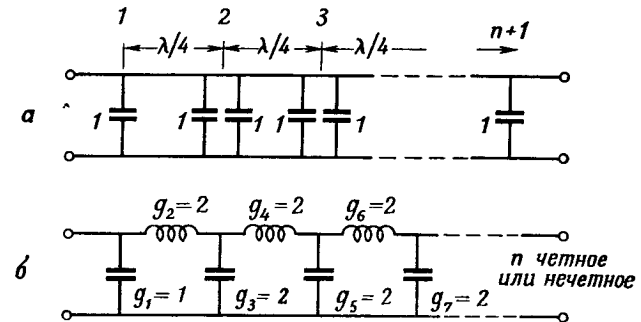 1 2 3 n+1
λ/4 λ/4 λ/4
а 1 1 1 1 1 1
g₂=2 g₄=2 g₆=2
б n четное
или нечетное
g₁=1 g₃=2 g₅=2 g₇=2